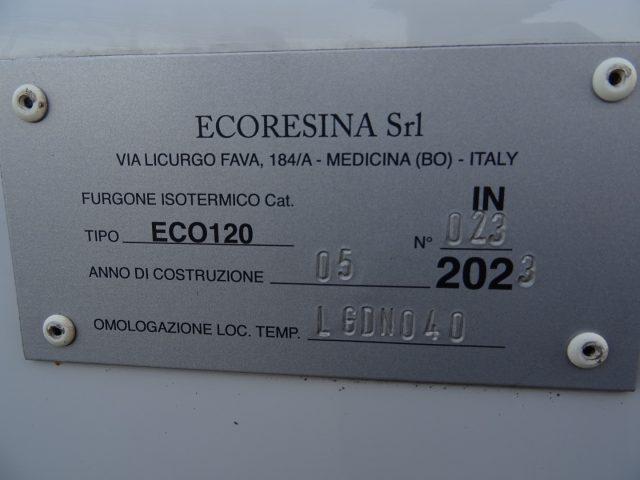 ECORESINA Srl
VIA LICURGO FAVA, 184/A - MEDICINA (BO) - ITALY
FURGONE ISOTERMICO Cat. IN
TIPO ECO120 N° 023
ANNO DI COSTRUZIONE 05 2023
OMOLOGAZIONE LOC. TEMP. LGDN040